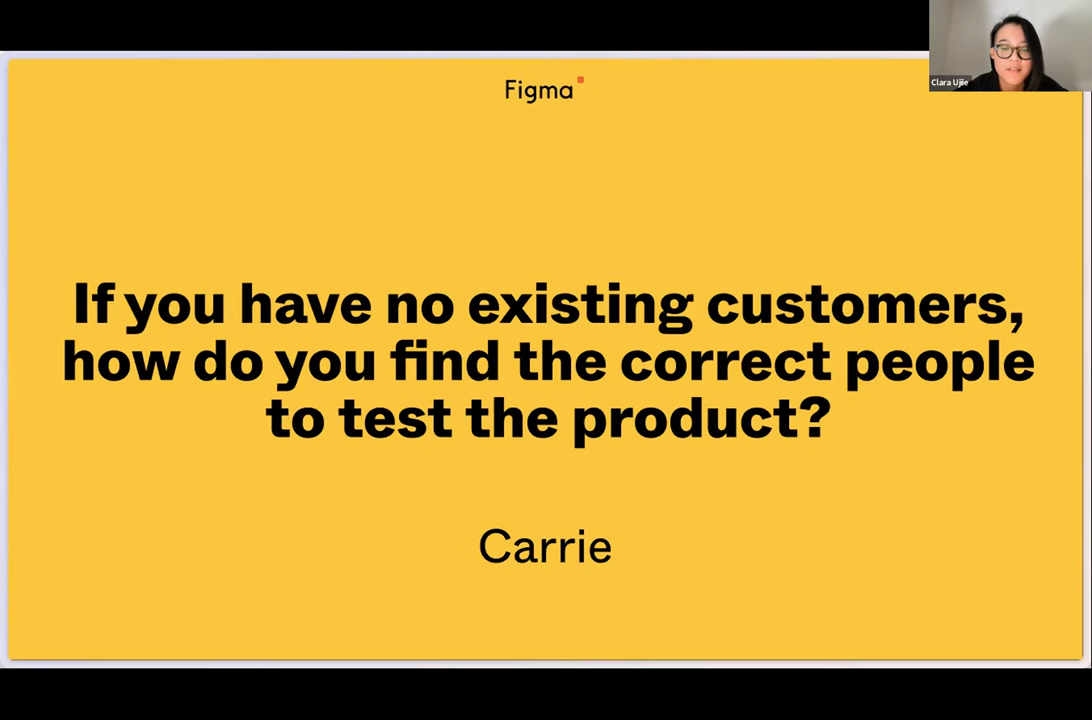 Figma
Clara Ujiie
If you have no existing customers,
how do you find the correct people
to test the product?
Carrie